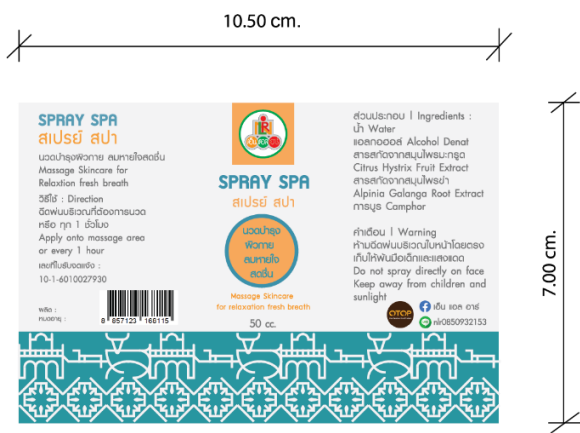 10.50 cm.
7.00 cm.
SPRAY SPA
สเปรย์ สปา
นวดบำรุงผิวกาย ลมหายใจสดชื่น
Massage Skincare for
Relaxtion fresh breath
วิธีใช้ : Direction
ฉีดพ่นบริเวณที่ต้องการนวด
หรือ ทุก 1 ชั่วโมง
Apply onto massage area
or every 1 hour
เลขที่ใบรับจดแจ้ง :
10-1-6010027930
ผลิต :
หมดอายุ :
8 857123 168115
SPRAY SPA
สเปรย์ สปา
นวดบำรุง
ผิวกาย
ลมหายใจ
สดชื่น
Massage Skincare
for relaxation fresh breath
50 cc.
ส่วนประกอบ | Ingredients :
น้ำ Water
แอลกอฮอล์ Alcohol Denat
สารสกัดจากสมุนไพรมะกรูด
Citrus Hystrix Fruit Extract
สารสกัดจากสมุนไพรข่า
Alpinia Galanga Root Extract
การบูร Camphor
คำเตือน | Warning
ห้ามฉีดพ่นบริเวณใบหน้าโดยตรง
เก็บให้พ้นมือเด็กและแสงแดด
Do not spray directly on face
Keep away from children and
sunlight
OTOP
เอ็น แอล อาร์
nlr0850932153